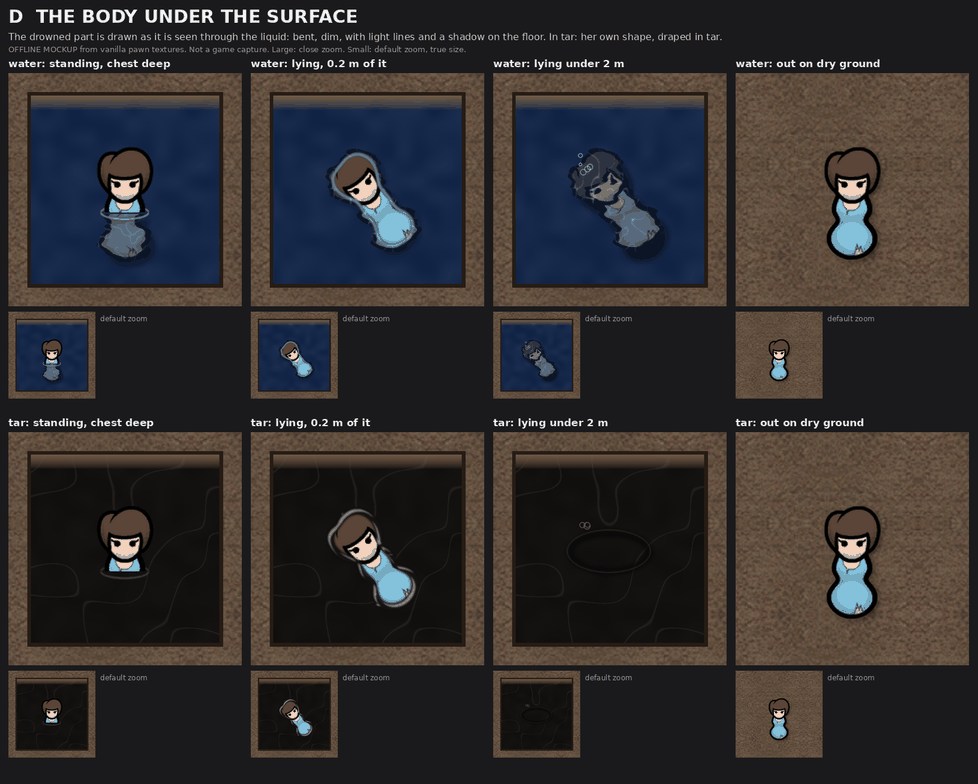 D THE BODY UNDER THE SURFACE
The drowned part is drawn as it is seen through the liquid: bent, dim, with light lines and a shadow on the floor. In tar: her own shape, draped in tar.
OFFLINE MOCKUP from vanilla pawn textures. Not a game capture. Large: close zoom. Small: default zoom, true size.
water: standing, chest deep
water: lying, 0.2 m of it
water: lying under 2 m
water: out on dry ground
default zoom
default zoom
default zoom
default zoom
tar: standing, chest deep
tar: lying, 0.2 m of it
tar: lying under 2 m
tar: out on dry ground
default zoom
default zoom
default zoom
default zoom